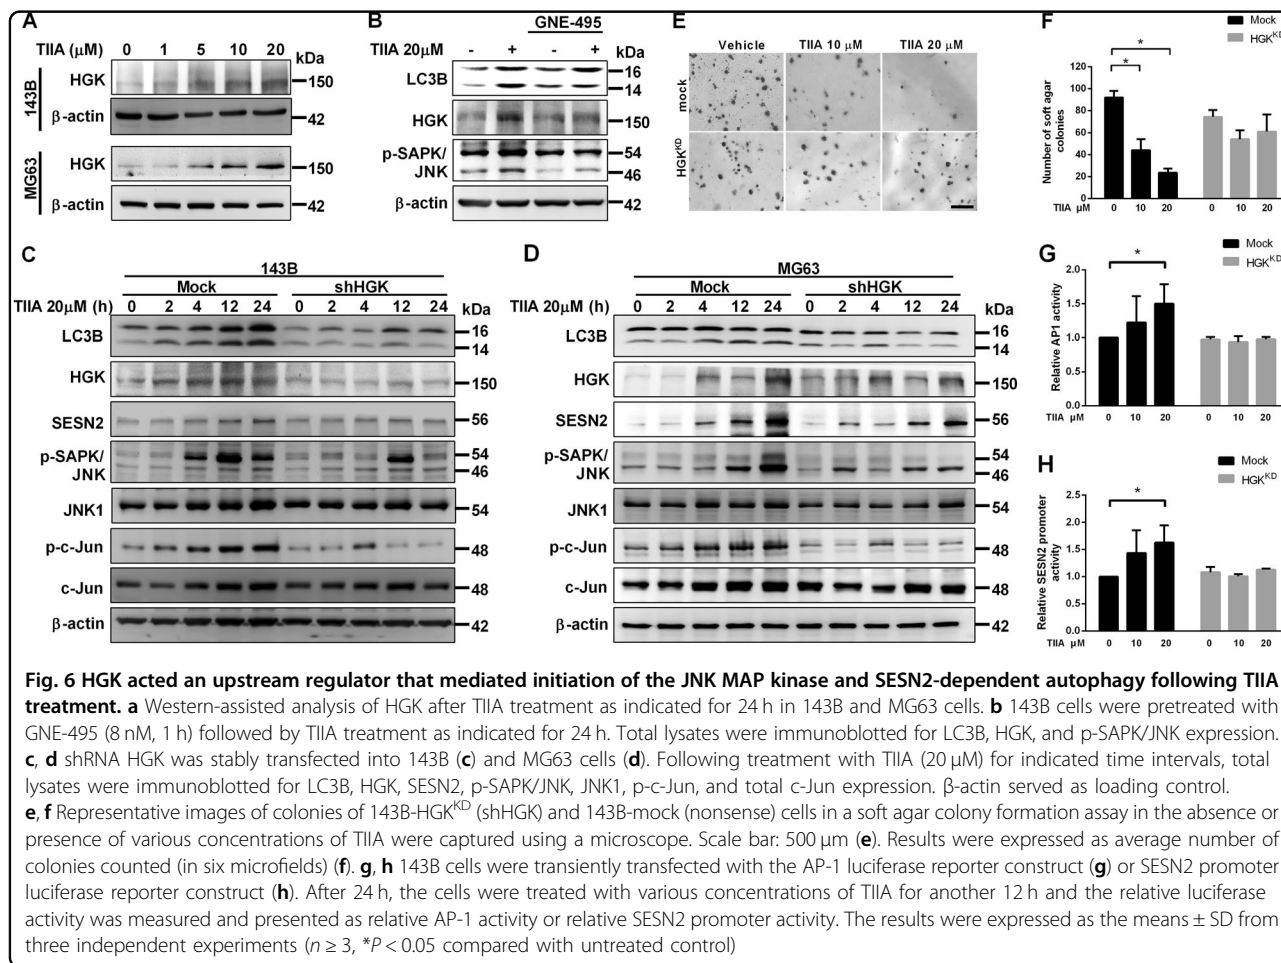 A
TIIA (µM) 0 1 5 10 20 kDa
143B
HGK 150
β-actin 42
MG63
HGK 150
β-actin 42
B
GNE-495
TIIA 20µM - + - + kDa
LC3B 16
14
HGK 150
p-SAPK/ 54
JNK 46
β-actin 42
E
Vehicle TIIA 10 µM TIIA 20 µM
mock
HGKKD
F
Mock
HGKKD
Number of soft agar
colonies
120
100
80
60
40
20
0
* *
TIIA µM 0 10 20 0 10 20
C
143B
Mock shHGK
TIIA 20µM (h) 0 2 4 12 24 0 2 4 12 24 kDa
LC3B 16
14
HGK 150
SESN2 56
p-SAPK/ 54
JNK 46
JNK1 54
p-c-Jun 48
c-Jun 48
β-actin 42
D
MG63
Mock shHGK
TIIA 20µM (h) 0 2 4 12 24 0 2 4 12 24 kDa
LC3B 16
14
HGK 150
SESN2 56
p-SAPK/ 54
JNK 46
JNK1 54
p-c-Jun 48
c-Jun 48
β-actin 42
G
Mock
HGKKD
Relative AP1 activity
2.0
1.5
1.0
0.5
0.0
*
TIIA µM 0 10 20 0 10 20
H
Mock
HGKKD
Relative SESN2 promoter
activity
2.5
2.0
1.5
1.0
0.5
0.0
*
TIIA µM 0 10 20 0 10 20
Fig. 6 HGK acted an upstream regulator that mediated initiation of the JNK MAP kinase and SESN2-dependent autophagy following TIIA
treatment. a Western-assisted analysis of HGK after TIIA treatment as indicated for 24 h in 143B and MG63 cells. b 143B cells were pretreated with
GNE-495 (8 nM, 1 h) followed by TIIA treatment as indicated for 24 h. Total lysates were immunoblotted for LC3B, HGK, and p-SAPK/JNK expression.
c, d shRNA HGK was stably transfected into 143B (c) and MG63 cells (d). Following treatment with TIIA (20 µM) for indicated time intervals, total
lysates were immunoblotted for LC3B, HGK, SESN2, p-SAPK/JNK, JNK1, p-c-Jun, and total c-Jun expression. β-actin served as loading control.
e, f Representative images of colonies of 143B-HGKKD (shHGK) and 143B-mock (nonsense) cells in a soft agar colony formation assay in the absence or
presence of various concentrations of TIIA were captured using a microscope. Scale bar: 500 µm (e). Results were expressed as average number of
colonies counted (in six microfields) (f). g, h 143B cells were transiently transfected with the AP-1 luciferase reporter construct (g) or SESN2 promoter
luciferase reporter construct (h). After 24 h, the cells were treated with various concentrations of TIIA for another 12 h and the relative luciferase
activity was measured and presented as relative AP-1 activity or relative SESN2 promoter activity. The results were expressed as the means ± SD from
three independent experiments (n ≥ 3, *P < 0.05 compared with untreated control)